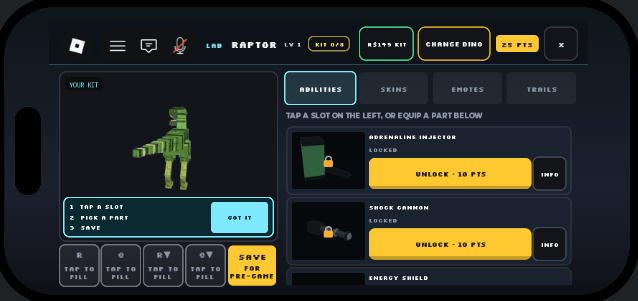 LAB RAPTOR LV 1 KIT 0/8 R$149 KIT CHANGE DINO 25 PTS X
YOUR KIT
ABILITIES SKINS EMOTES TRAILS
TAP A SLOT ON THE LEFT, OR EQUIP A PART BELOW
ADRENALINE INJECTOR
LOCKED
UNLOCK · 10 PTS INFO
SHOCK CANNON
LOCKED
UNLOCK · 10 PTS INFO
ENERGY SHIELD
1 TAP A SLOT
2 PICK A PART
3 SAVE
GOT IT
R
TAP TO
FILL
TAP TO
FILL
R▼
TAP TO
FILL
TAP TO
FILL
SAVE
FOR
PRE-GAME